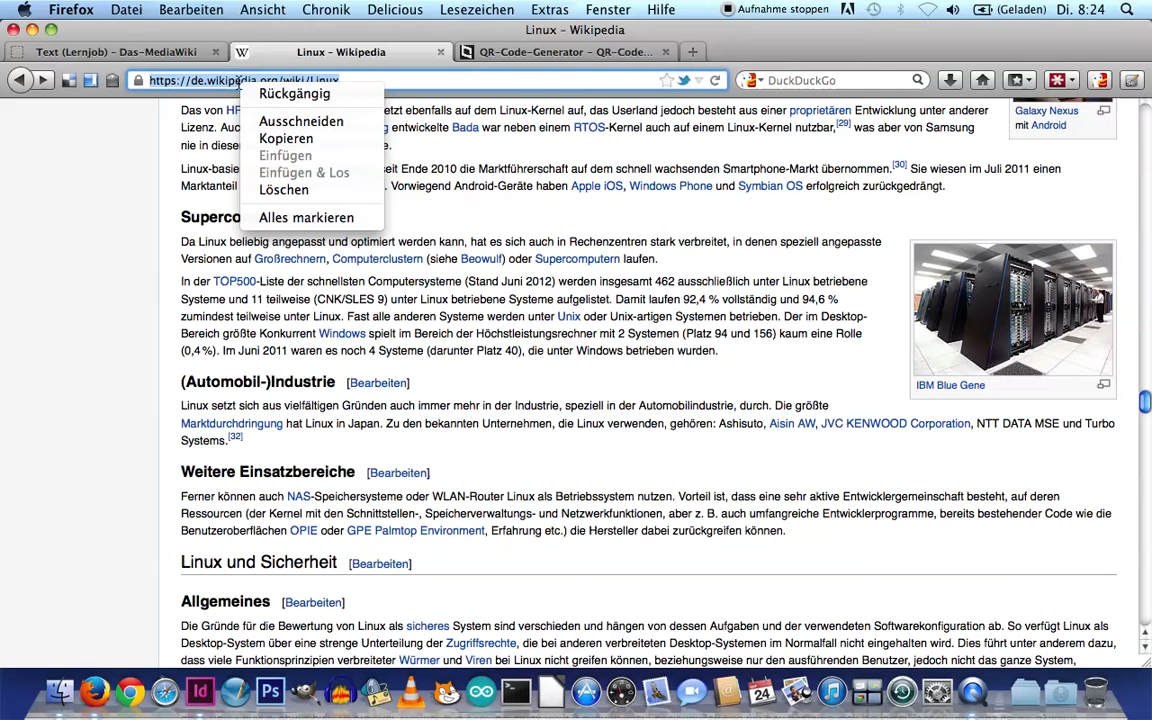 Firefox Datei Bearbeiten Ansicht Chronik Delicious Lesezeichen Extras Fenster Hilfe Aufnahme stoppen (Geladen) Di. 8:24
Linux – Wikipedia
Text (Lernjob) – Das-MediaWiki
Linux – Wikipedia
QR-Code-Generator – QR-Code...
https://de.wikipedia.org/wiki/Linux
DuckDuckGo
Rückgängig
Ausschneiden
Kopieren
Einfügen
Einfügen & Los
Löschen
Alles markieren
Das von HP etzt ebenfalls auf dem Linux-Kernel auf, das Userland jedoch besteht aus einer proprietären Entwicklung unter anderer
Lizenz. Auc entwickelte Bada war neben einem RTOS-Kernel auch auf einem Linux-Kernel nutzbar,[29] was aber von Samsung
nie in diese
Galaxy Nexus
mit Android
Linux-basie seit Ende 2010 die Marktführerschaft auf dem schnell wachsenden Smartphone-Markt übernommen.[30] Sie wiesen im Juli 2011 einen
Marktanteil Vorwiegend Android-Geräte haben Apple iOS, Windows Phone und Symbian OS erfolgreich zurückgedrängt.
Superco
Da Linux beliebig angepasst und optimiert werden kann, hat es sich auch in Rechenzentren stark verbreitet, in denen speziell angepasste
Versionen auf Großrechnern, Computerclustern (siehe Beowulf) oder Supercomputern laufen.
In der TOP500-Liste der schnellsten Computersysteme (Stand Juni 2012) werden insgesamt 462 ausschließlich unter Linux betriebene
Systeme und 11 teilweise (CNK/SLES 9) unter Linux betriebene Systeme aufgelistet. Damit laufen 92,4 % vollständig und 94,6 %
zumindest teilweise unter Linux. Fast alle anderen Systeme werden unter Unix oder Unix-artigen Systemen betrieben. Der im Desktop-
Bereich größte Konkurrent Windows spielt im Bereich der Höchstleistungsrechner mit 2 Systemen (Platz 94 und 156) kaum eine Rolle
(0,4 %). Im Juni 2011 waren es noch 4 Systeme (darunter Platz 40), die unter Windows betrieben wurden.
IBM Blue Gene
(Automobil-)Industrie [Bearbeiten]
Linux setzt sich aus vielfältigen Gründen auch immer mehr in der Industrie, speziell in der Automobilindustrie, durch. Die größte
Marktdurchdringung hat Linux in Japan. Zu den bekannten Unternehmen, die Linux verwenden, gehören: Ashisuto, Aisin AW, JVC KENWOOD Corporation, NTT DATA MSE und Turbo
Systems.[32]
Weitere Einsatzbereiche [Bearbeiten]
Ferner können auch NAS-Speichersysteme oder WLAN-Router Linux als Betriebssystem nutzen. Vorteil ist, dass eine sehr aktive Entwicklergemeinschaft besteht, auf deren
Ressourcen (der Kernel mit den Schnittstellen-, Speicherverwaltungs- und Netzwerkfunktionen, aber z. B. auch umfangreiche Entwicklerprogramme, bereits bestehender Code wie die
Benutzeroberflächen OPIE oder GPE Palmtop Environment, Erfahrung etc.) die Hersteller dabei zurückgreifen können.
Linux und Sicherheit [Bearbeiten]
Allgemeines [Bearbeiten]
Die Gründe für die Bewertung von Linux als sicheres System sind verschieden und hängen von dessen Aufgaben und der verwendeten Softwarekonfiguration ab. So verfügt Linux als
Desktop-System über eine strenge Unterteilung der Zugriffsrechte, die bei anderen verbreiteten Desktop-Systemen im Normalfall nicht eingehalten wird. Dies führt unter anderem dazu,
dass viele Funktionsprinzipien verbreiteter Würmer und Viren bei Linux nicht greifen können, beziehungsweise nur den ausführenden Benutzer, jedoch nicht das ganze System,
Id
Ps
24